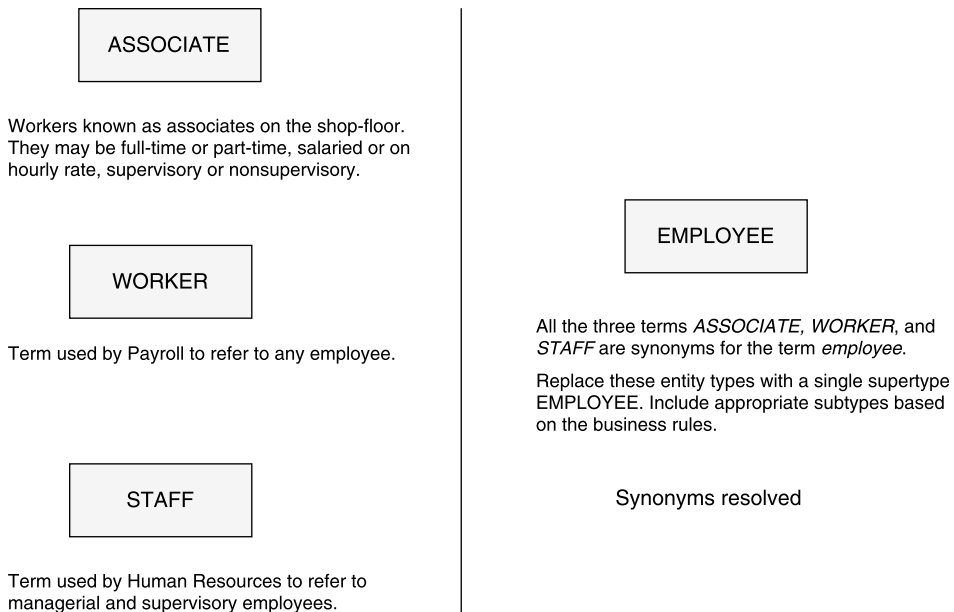 ASSOCIATE
Workers known as associates on the shop-floor.
They may be full-time or part-time, salaried or on
hourly rate, supervisory or nonsupervisory.
WORKER
Term used by Payroll to refer to any employee.
STAFF
Term used by Human Resources to refer to
managerial and supervisory employees.
EMPLOYEE
All the three terms ASSOCIATE, WORKER, and
STAFF are synonyms for the term employee.
Replace these entity types with a single supertype
EMPLOYEE. Include appropriate subtypes based
on the business rules.
Synonyms resolved